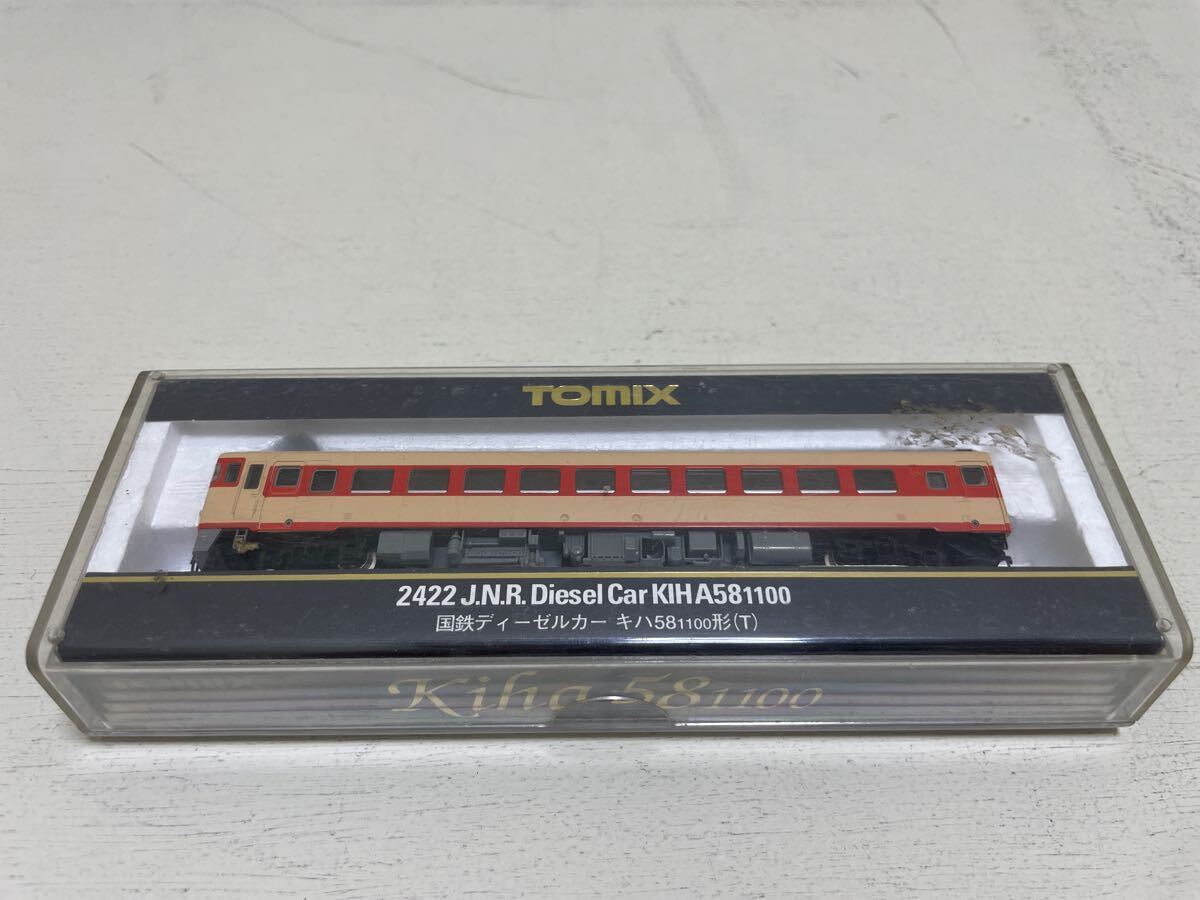 TOMIX
2422 J.N.R. Diesel Car KIHA581100
国鉄ディーゼルカー キハ581100形(T)
Kiha 581100